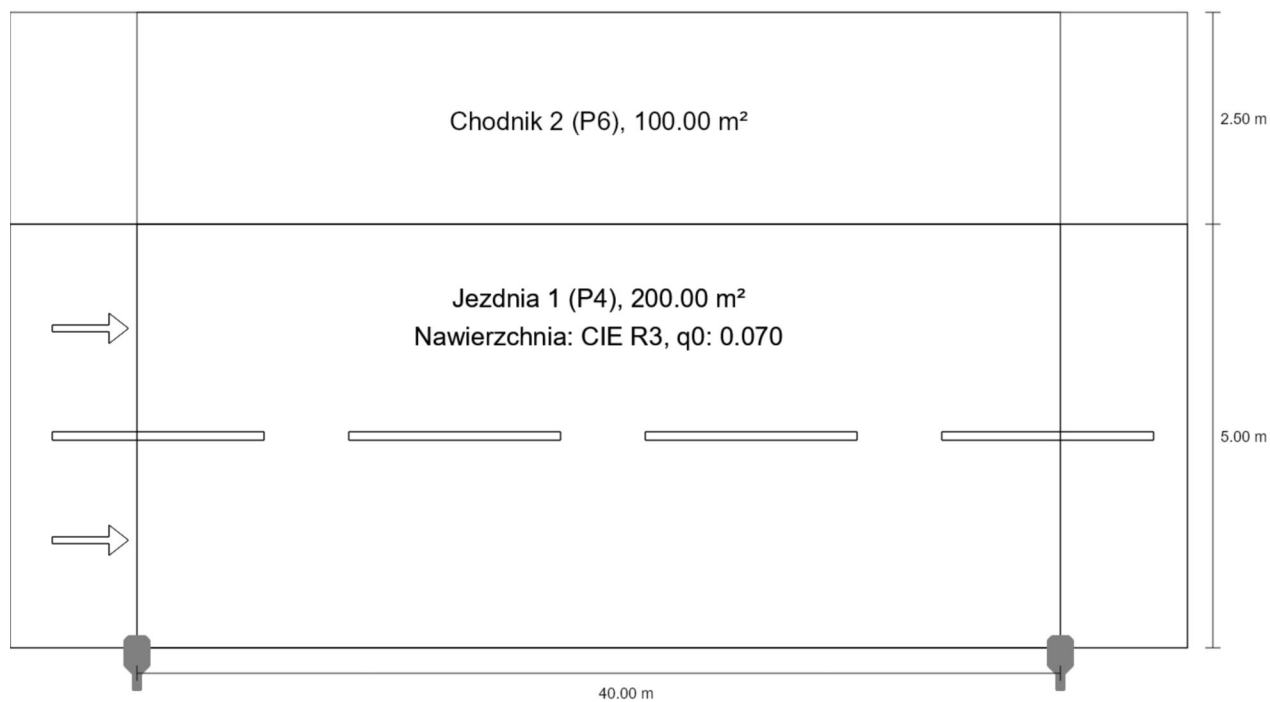 Chodnik 2 (P6), 100.00 m²
2.50 m
Jezdnia 1 (P4), 200.00 m²
Nawierzchnia: CIE R3, q0: 0.070
5.00 m
40.00 m